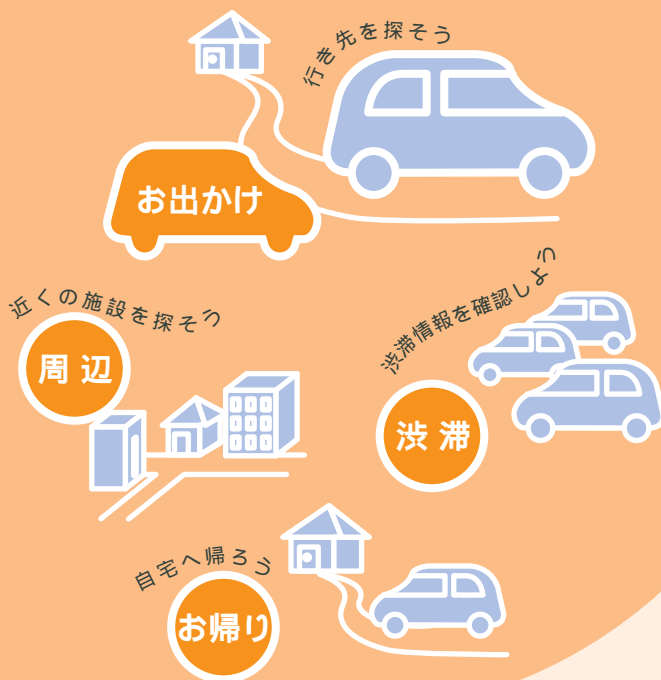 行き先を探そう
お出かけ
近くの施設を探そう
周辺
渋滞情報を確認しよう
渋滞
自宅へ帰ろう
お帰り